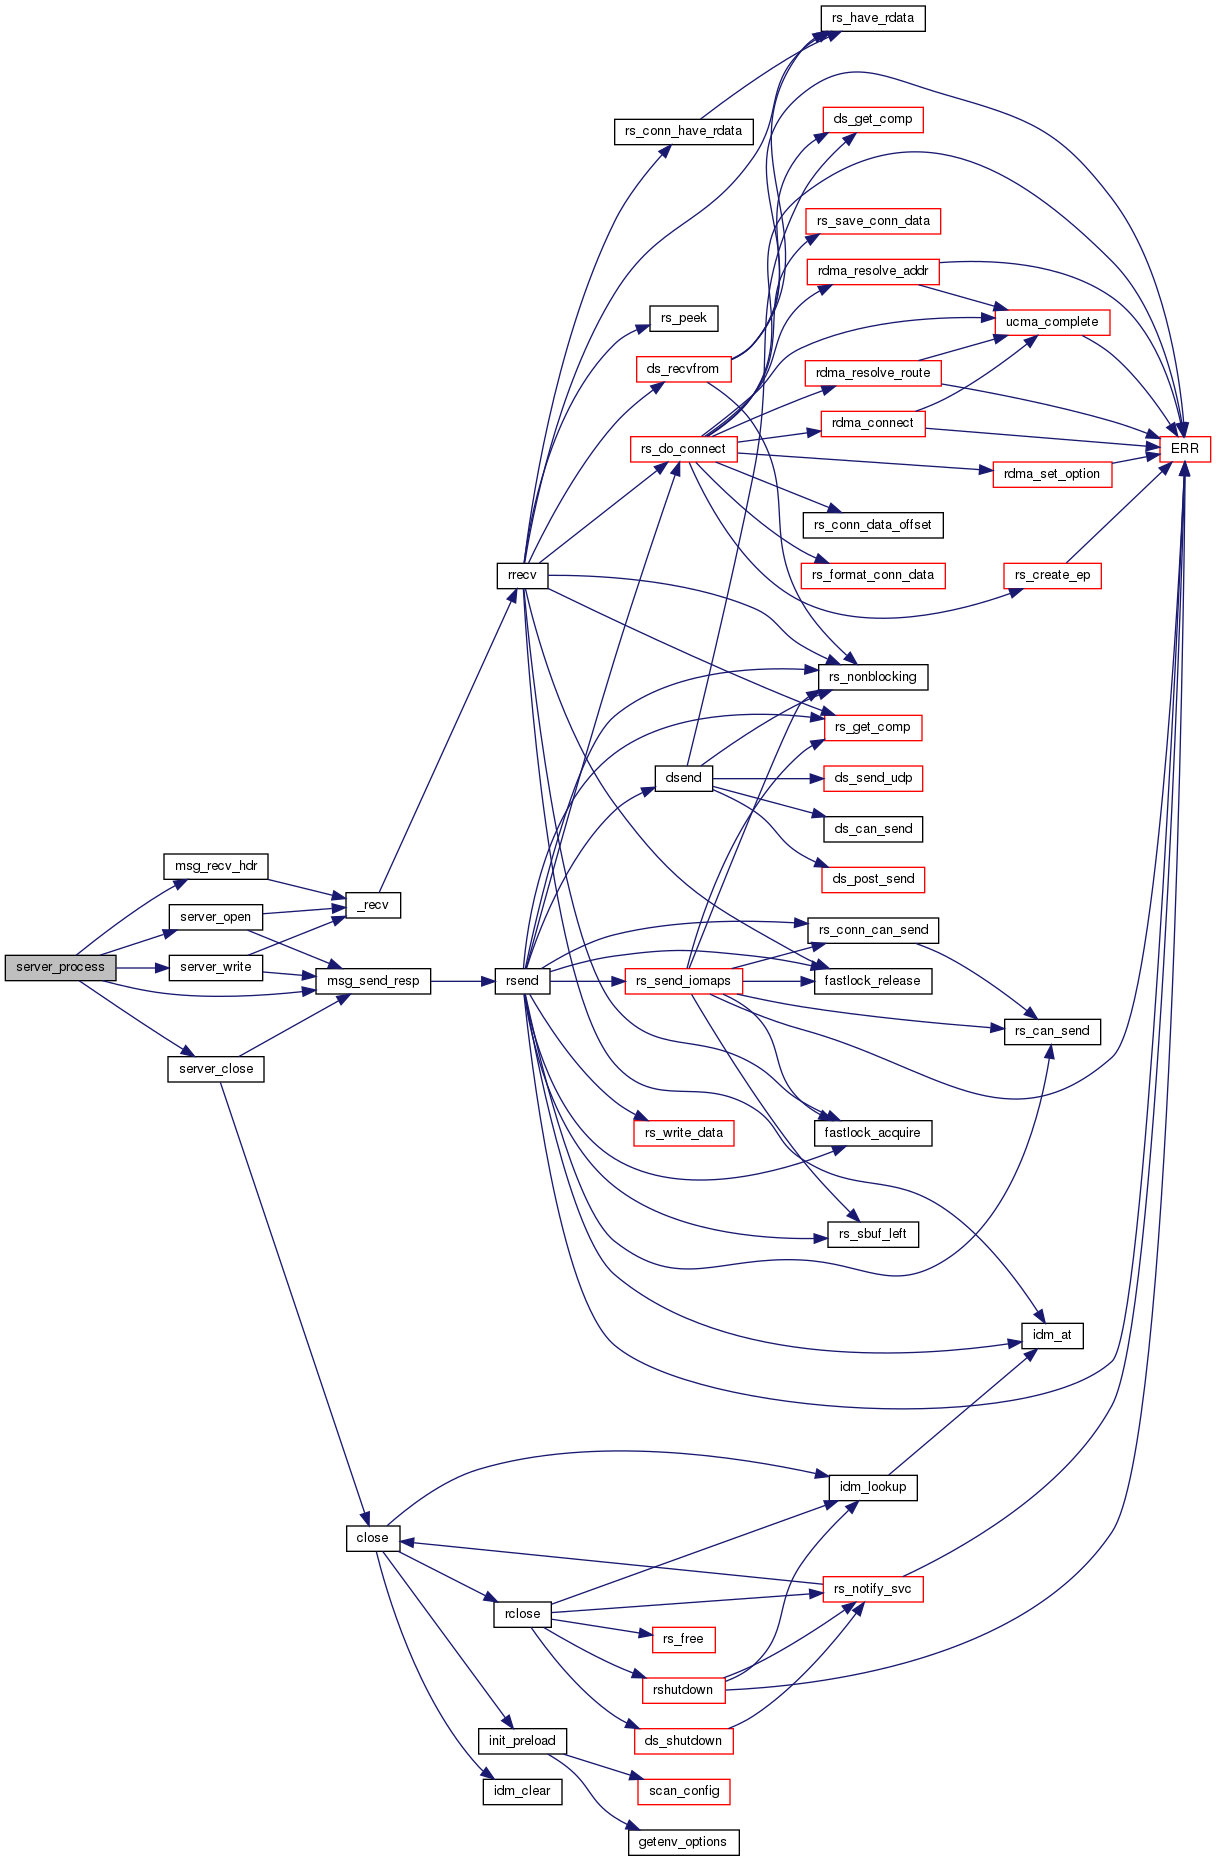 rs_have_rdata
ds_get_comp
rs_conn_have_rdata
rs_save_conn_data
rdma_resolve_addr
rs_peek
ucma_complete
ds_recvfrom
rdma_resolve_route
rdma_connect
rs_do_connect
ERR
rdma_set_option
rs_conn_data_offset
rrecv
rs_format_conn_data
rs_create_ep
rs_nonblocking
rs_get_comp
dsend
ds_send_udp
ds_can_send
msg_recv_hdr
ds_post_send
_recv
server_open
rs_conn_can_send
server_process
server_write
msg_send_resp
rsend
rs_send_iomaps
fastlock_release
rs_can_send
server_close
rs_write_data
fastlock_acquire
rs_sbuf_left
idm_at
idm_lookup
close
rs_notify_svc
rclose
rs_free
rshutdown
init_preload
ds_shutdown
idm_clear
scan_config
getenv_options